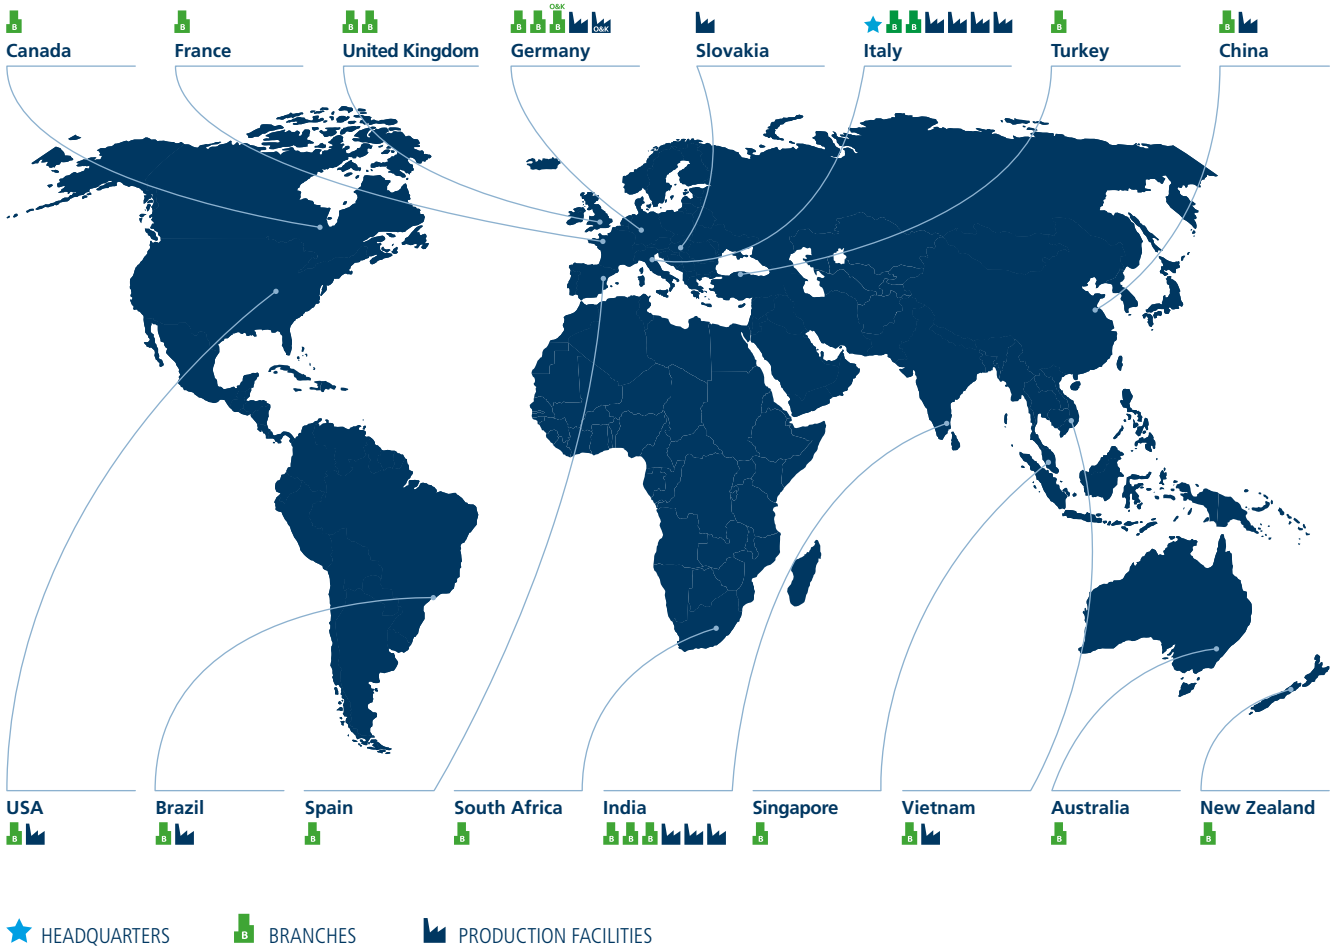 B
B
B B
O&K
B B B O&K
B B
B
B
Canada France United Kingdom Germany Slovakia Italy Turkey China
USA Brazil Spain South Africa India Singapore Vietnam Australia New Zealand
B B B B B B B B B B B
HEADQUARTERS B BRANCHES PRODUCTION FACILITIES